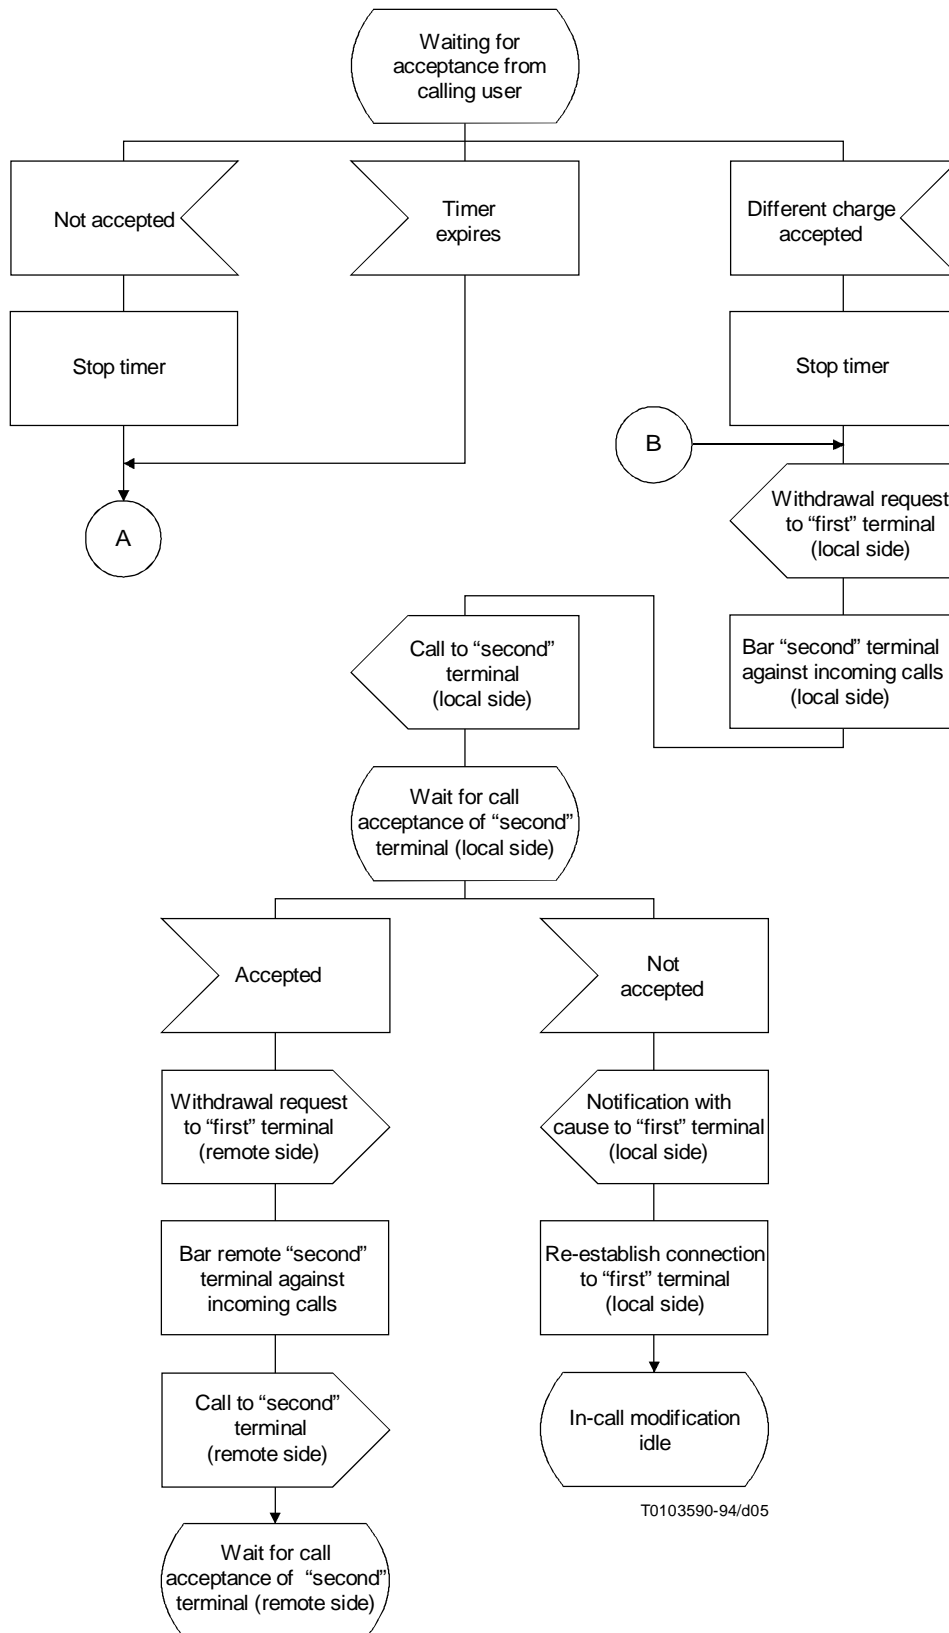 Waiting for
acceptance from
calling user
Not accepted
Timer
expires
Different charge
accepted
Stop timer
Stop timer
B
A
Withdrawal request
to “first” terminal
(local side)
Call to “second”
terminal
(local side)
Bar “second” terminal
against incoming calls
(local side)
Wait for call
acceptance of “second”
terminal (local side)
Accepted
Not
accepted
Withdrawal request
to “first” terminal
(remote side)
Notification with
cause to “first” terminal
(local side)
Bar remote “second”
terminal against
incoming calls
Re-establish connection
to “first” terminal
(local side)
Call to “second”
terminal
(remote side)
In-call modification
idle
T0103590-94/d05
Wait for call
acceptance of “second”
terminal (remote side)